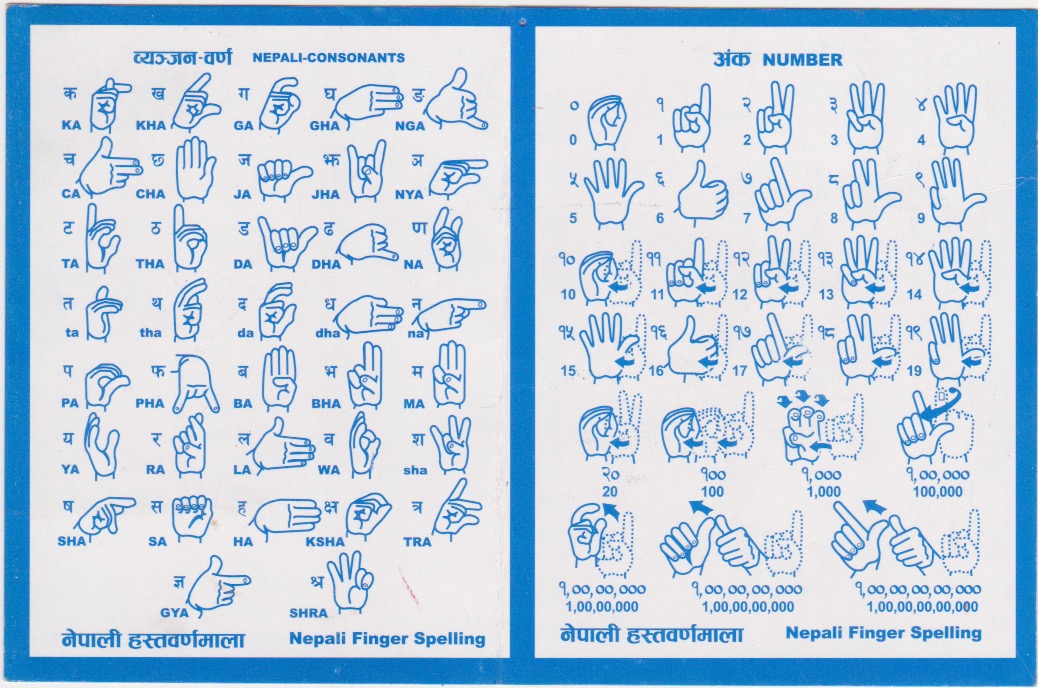 व्यञ्जन-वर्ण NEPALI-CONSONANTS
क ख ग घ ङ
KA KHA GA GHA NGA
च छ ज झ ञ
CA CHA JA JHA NYA
ट ठ ड ढ ण
TA THA DA DHA NA
त थ द ध न
ta tha da dha na
प फ ब भ म
PA PHA BA BHA MA
य र ल व श
YA RA LA WA sha
ष स ह क्ष त्र
SHA SA HA KSHA TRA
ज्ञ श्र
GYA SHRA
नेपाली हस्तवर्णमाला Nepali Finger Spelling
अंक NUMBER
० १ २ ३ ४
0 1 2 3 4
५ ६ ७ ८ ९
5 6 7 8 9
१० ११ १२ १३ १४
10 11 12 13 14
१५ १६ १७ १८ १९
15 16 17 18 19
२० १०० १,००० १,००,०००
20 100 1,000 100,000
१,००,००,००० १,००,००,००,००० १,००,००,००,००,०००
1,00,00,000 1,00,00,00,000 1,00,00,00,00,000
नेपाली हस्तवर्णमाला Nepali Finger Spelling